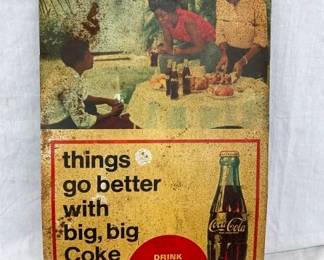 things
go better
with
big, big
Coke
DRINK
Coca-Cola